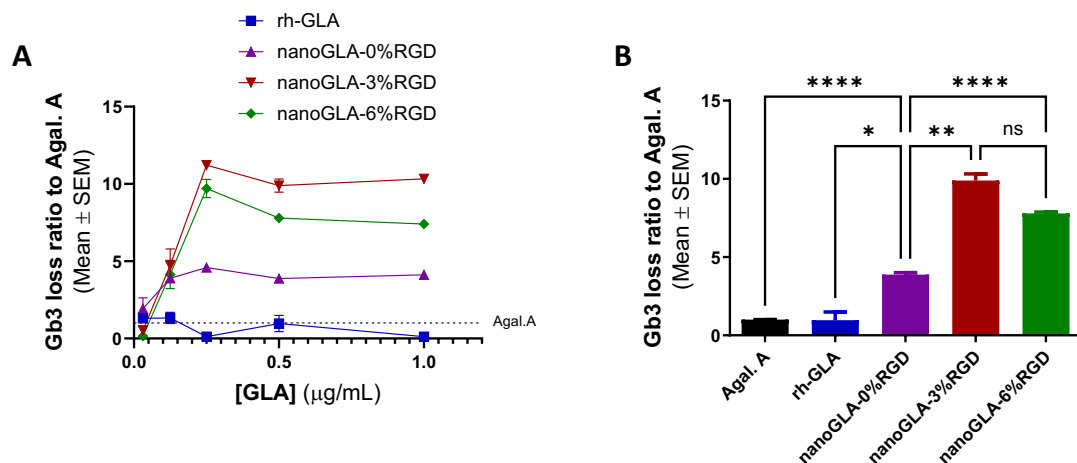 A
rh-GLA
nanoGLA-0%RGD
nanoGLA-3%RGD
nanoGLA-6%RGD
Gb3 loss ratio to Agal. A
(Mean ± SEM)
15
10
5
0
Agal.A
0.0
0.5
1.0
[GLA] (μg/mL)
B
****
****
*
**
ns
Gb3 loss ratio to Agal. A
(Mean ± SEM)
15
10
5
0
Agal. A
rh-GLA
nanoGLA-0%RGD
nanoGLA-3%RGD
nanoGLA-6%RGD